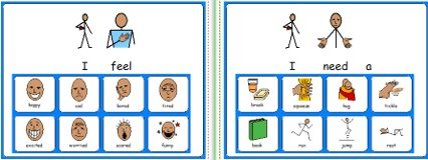 I feel
happy sad bored tired
excited worried scared funny
I need a
break squeeze hug tickle
book run jump rest